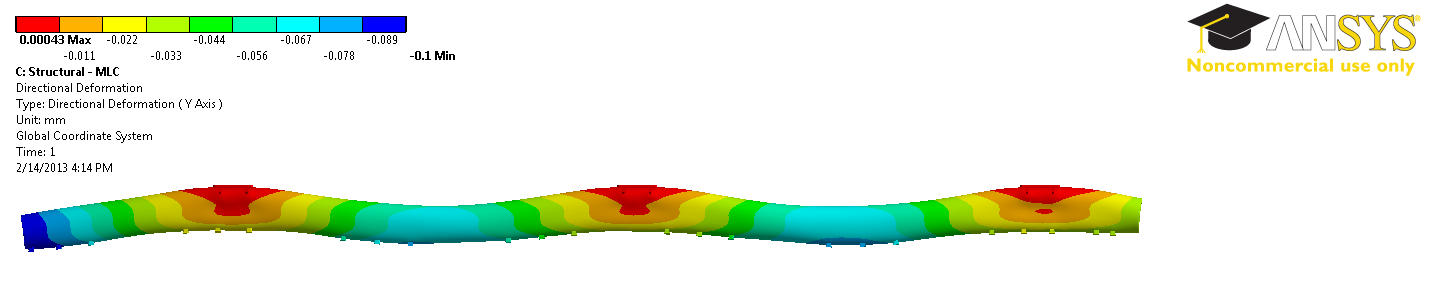 0.00043 Max -0.022 -0.044 -0.067 -0.089
-0.011 -0.033 -0.056 -0.078 -0.1 Min
C: Structural - MLC
Directional Deformation
Type: Directional Deformation ( Y Axis )
Unit: mm
Global Coordinate System
Time: 1
2/14/2013 4:14 PM
ANSYS
Noncommercial use only